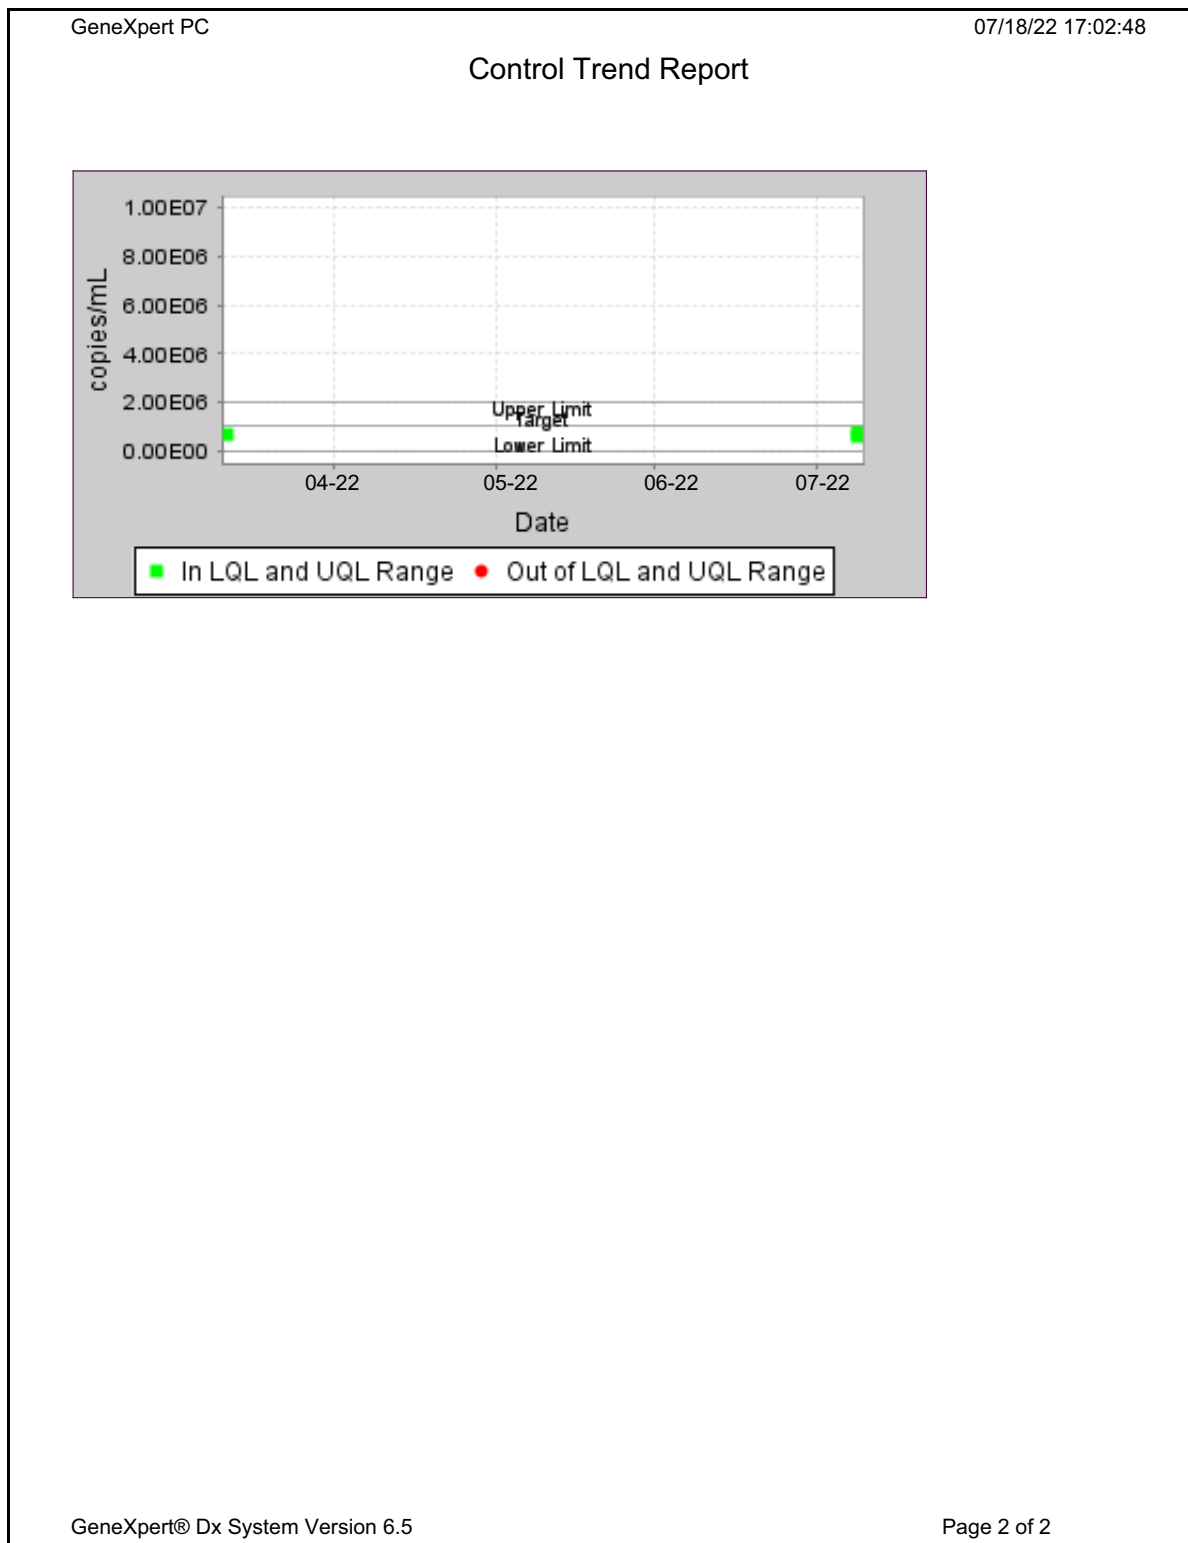 GeneXpert PC 07/18/22 17:02:48
Control Trend Report
copies/mL
1.00E07
8.00E06
6.00E06
4.00E06
2.00E06
0.00E00
Upper Limit
Target
Lower Limit
04-22 05-22 06-22 07-22
Date
In LQL and UQL Range Out of LQL and UQL Range
GeneXpert® Dx System Version 6.5 Page 2 of 2